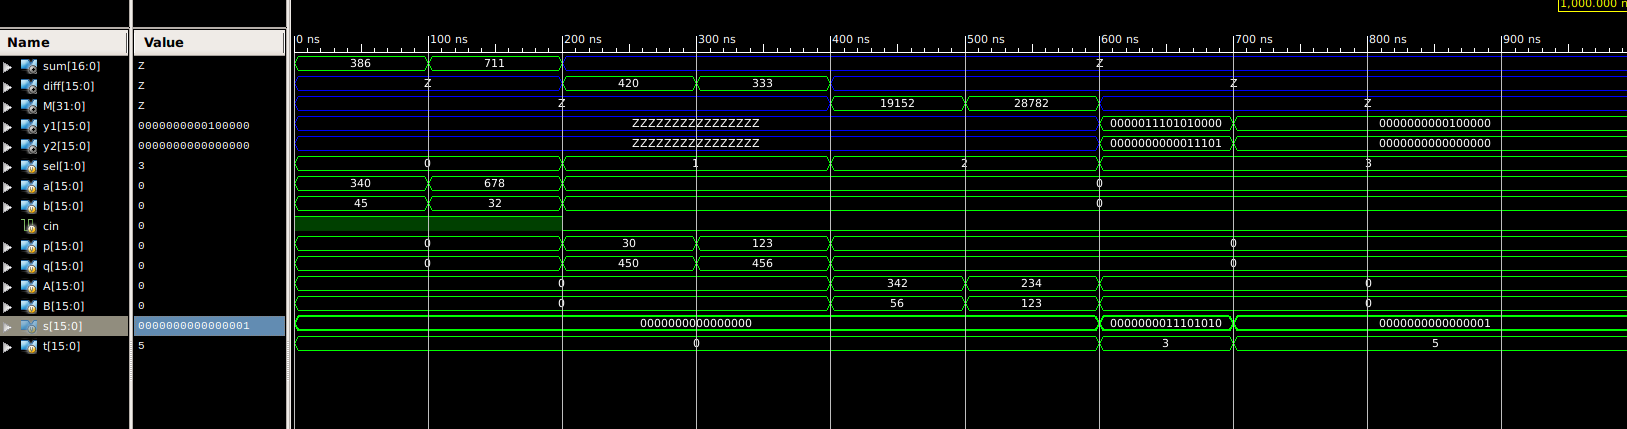 1,000.000 n
Name Value
0 ns 100 ns 200 ns 300 ns 400 ns 500 ns 600 ns 700 ns 800 ns 900 ns
sum[16:0] Z 386 711 Z
diff[15:0] Z Z 420 333 Z
M[31:0] Z Z 19152 28782 Z
y1[15:0] 0000000000100000 ZZZZZZZZZZZZZZZZ 0000011101010000 0000000000100000
y2[15:0] 0000000000000000 ZZZZZZZZZZZZZZZZ 0000000000011101 0000000000000000
sel[1:0] 3 0 1 2 3
a[15:0] 0 340 678 0
b[15:0] 0 45 32 0
cin 0
p[15:0] 0 0 30 123 0
q[15:0] 0 0 450 456 0
A[15:0] 0 0 342 234 0
B[15:0] 0 0 56 123 0
s[15:0] 0000000000000001 0000000000000000 0000000011101010 0000000000000001
t[15:0] 5 0 3 5